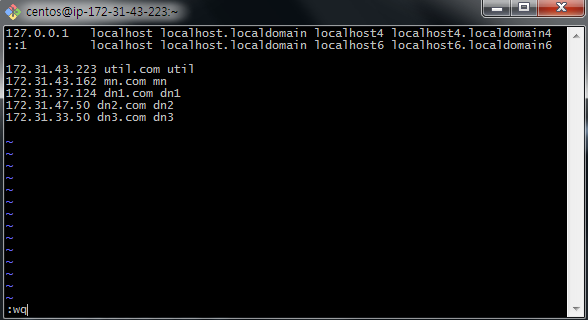 centos@ip-172-31-43-223:~
127.0.0.1   localhost localhost.localdomain localhost4 localhost4.localdomain4
::1         localhost localhost.localdomain localhost6 localhost6.localdomain6
172.31.43.223 util.com util
172.31.43.162 mn.com mn
172.31.37.124 dn1.com dn1
172.31.47.50 dn2.com dn2
172.31.33.50 dn3.com dn3
~
~
~
~
~
~
~
~
~
~
~
~
~
~
:wq